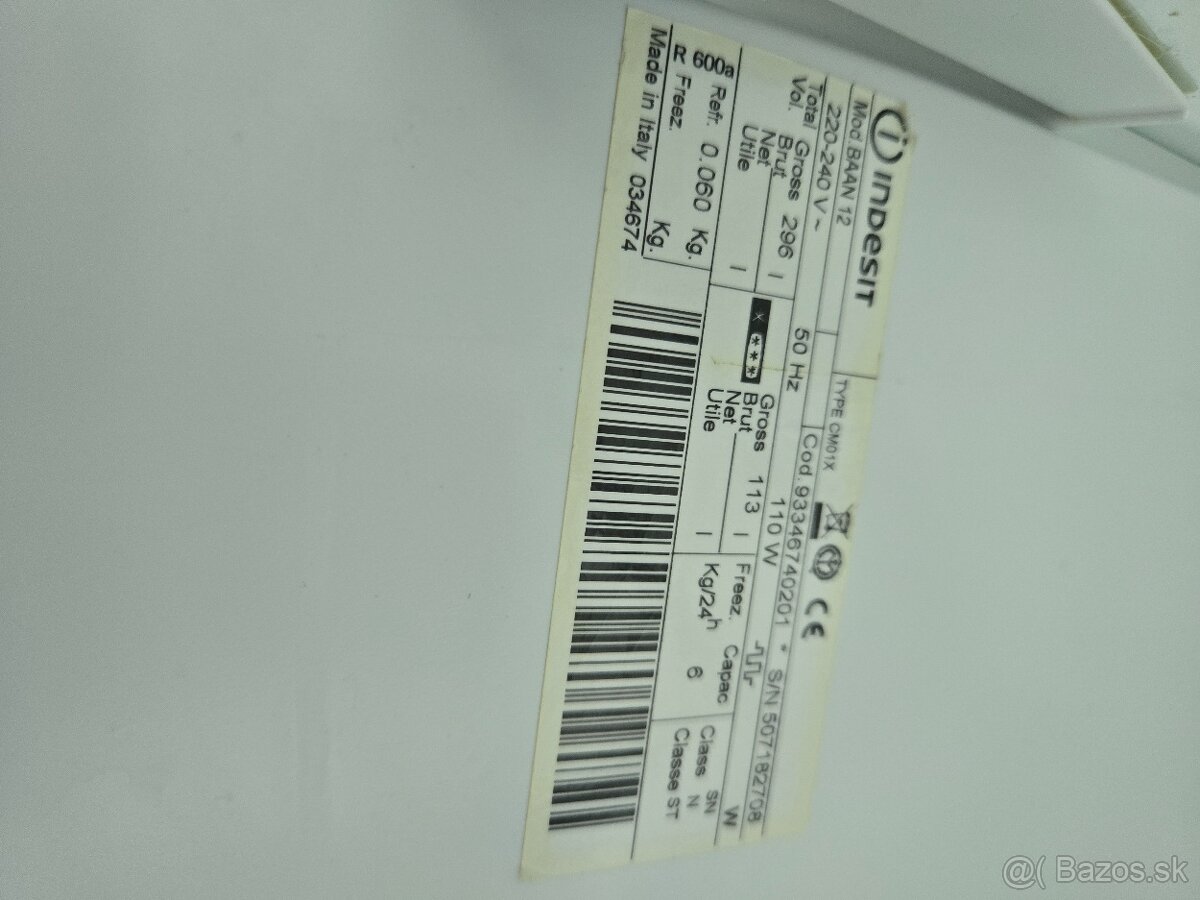 INDESIT
Mod. BAAN 12 TYPE CM01X CE
220-240 V~ Cod. 93346740201 * S/N 507182708
50 Hz 110 W W
Total Gross 296 l
Vol. Brut
Net l
Utile
Gross 113 l
Brut
Net l
Utile
Freez. Capac
Kg/24h 6
Class SN
N
Classe ST
R 600a Refr. 0.060 Kg.
Freez. Kg.
Made in Italy 034674
@( Bazos.sk